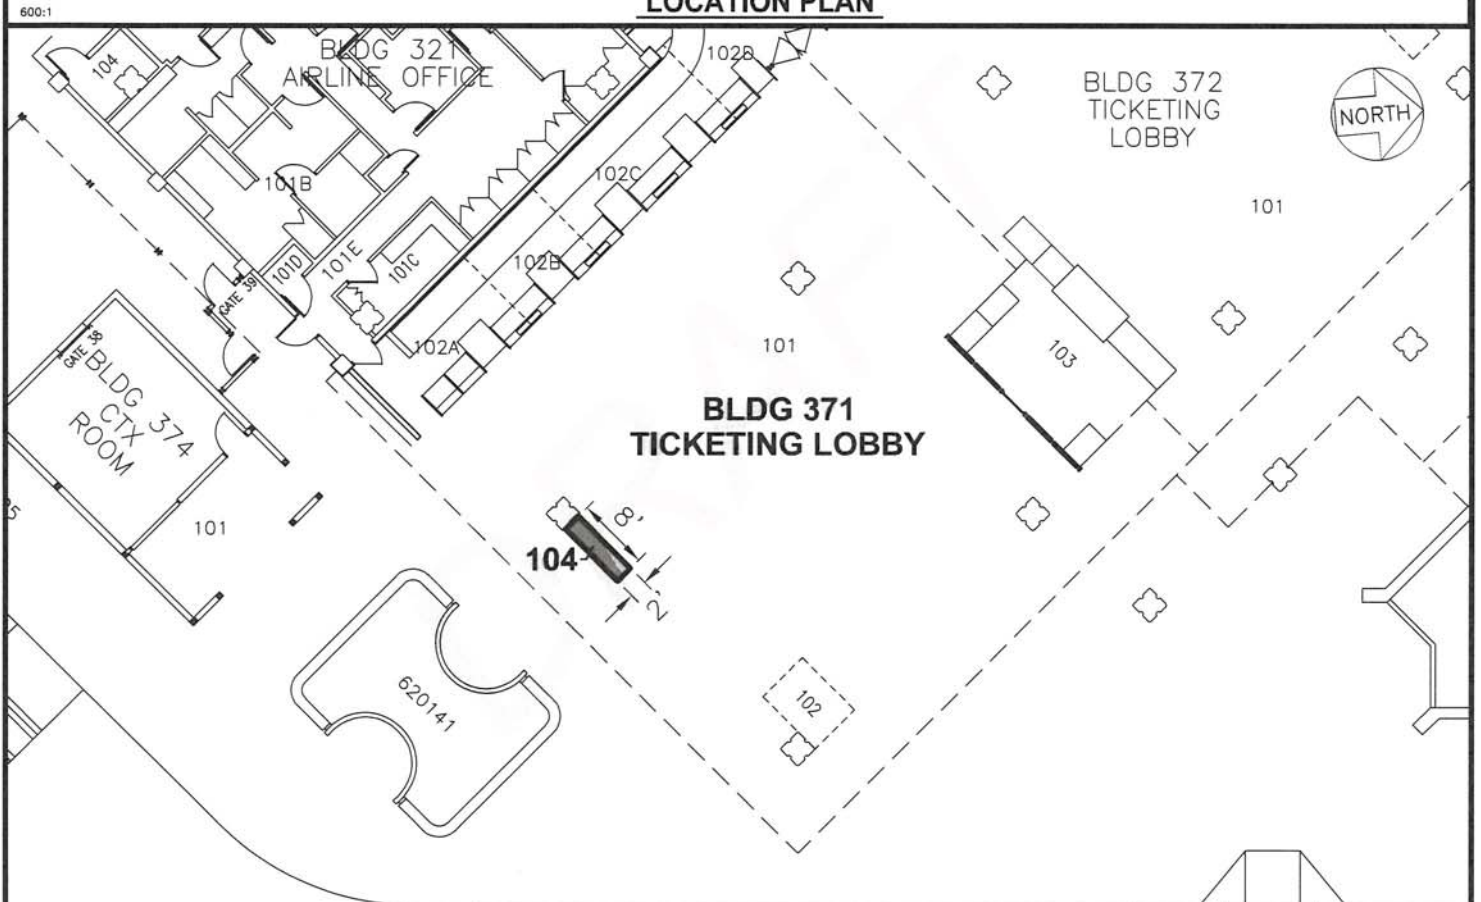 LOCATION PLAN
600:1
BLDG 321
AIRLINE OFFICE
104
102D
BLDG 372
TICKETING
LOBBY
NORTH
101B
102C
101
101D
101E
101C
102B
GATE 39
102A
101
103
GATE 38
BLDG 374
CTX
ROOM
BLDG 371
TICKETING LOBBY
101
8'
104
2'
620141
102